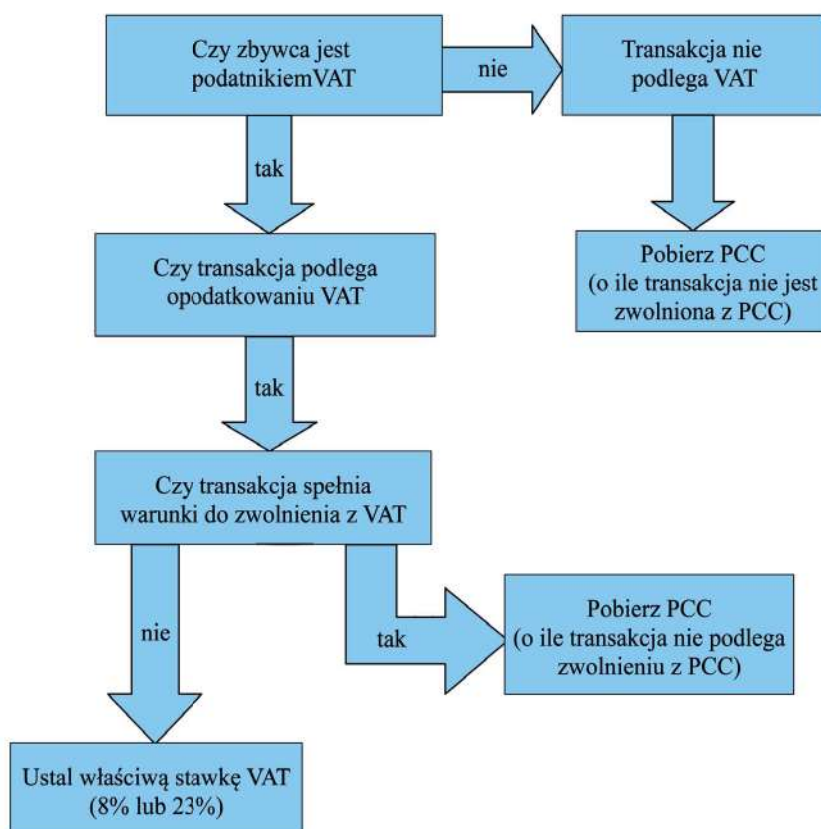 Czy zbywca jest
podatnikiemVAT
nie
Transakcja nie
podlega VAT
tak
Pobierz PCC
(o ile transakcja nie jest
zwolniona z PCC)
Czy transakcja podlega
opodatkowaniu VAT
tak
Czy transakcja spełnia
warunki do zwolnienia z VAT
nie
tak
Pobierz PCC
(o ile transakcja nie podlega
zwolnieniu z PCC)
Ustal właściwą stawkę VAT
(8% lub 23%)